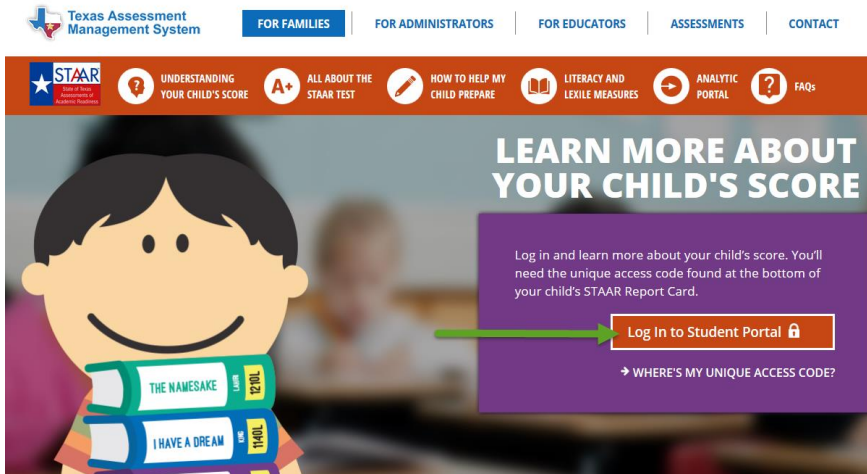 Texas Assessment
Management System
FOR FAMILIES
FOR ADMINISTRATORS
FOR EDUCATORS
ASSESSMENTS
CONTACT
STAAR
State of Texas
Assessments of
Academic Readiness
?
UNDERSTANDING
YOUR CHILD'S SCORE
A+
ALL ABOUT THE
STAAR TEST
HOW TO HELP MY
CHILD PREPARE
LITERACY AND
LEXILE MEASURES
ANALYTIC
PORTAL
?
FAQs
LEARN MORE ABOUT
YOUR CHILD'S SCORE
Log in and learn more about your child's score. You'll
need the unique access code found at the bottom of
your child's STAAR Report Card.
Log In to Student Portal
WHERE'S MY UNIQUE ACCESS CODE?
THE NAMESAKE
LAHIRI
1210L
I HAVE A DREAM
KING
1140L